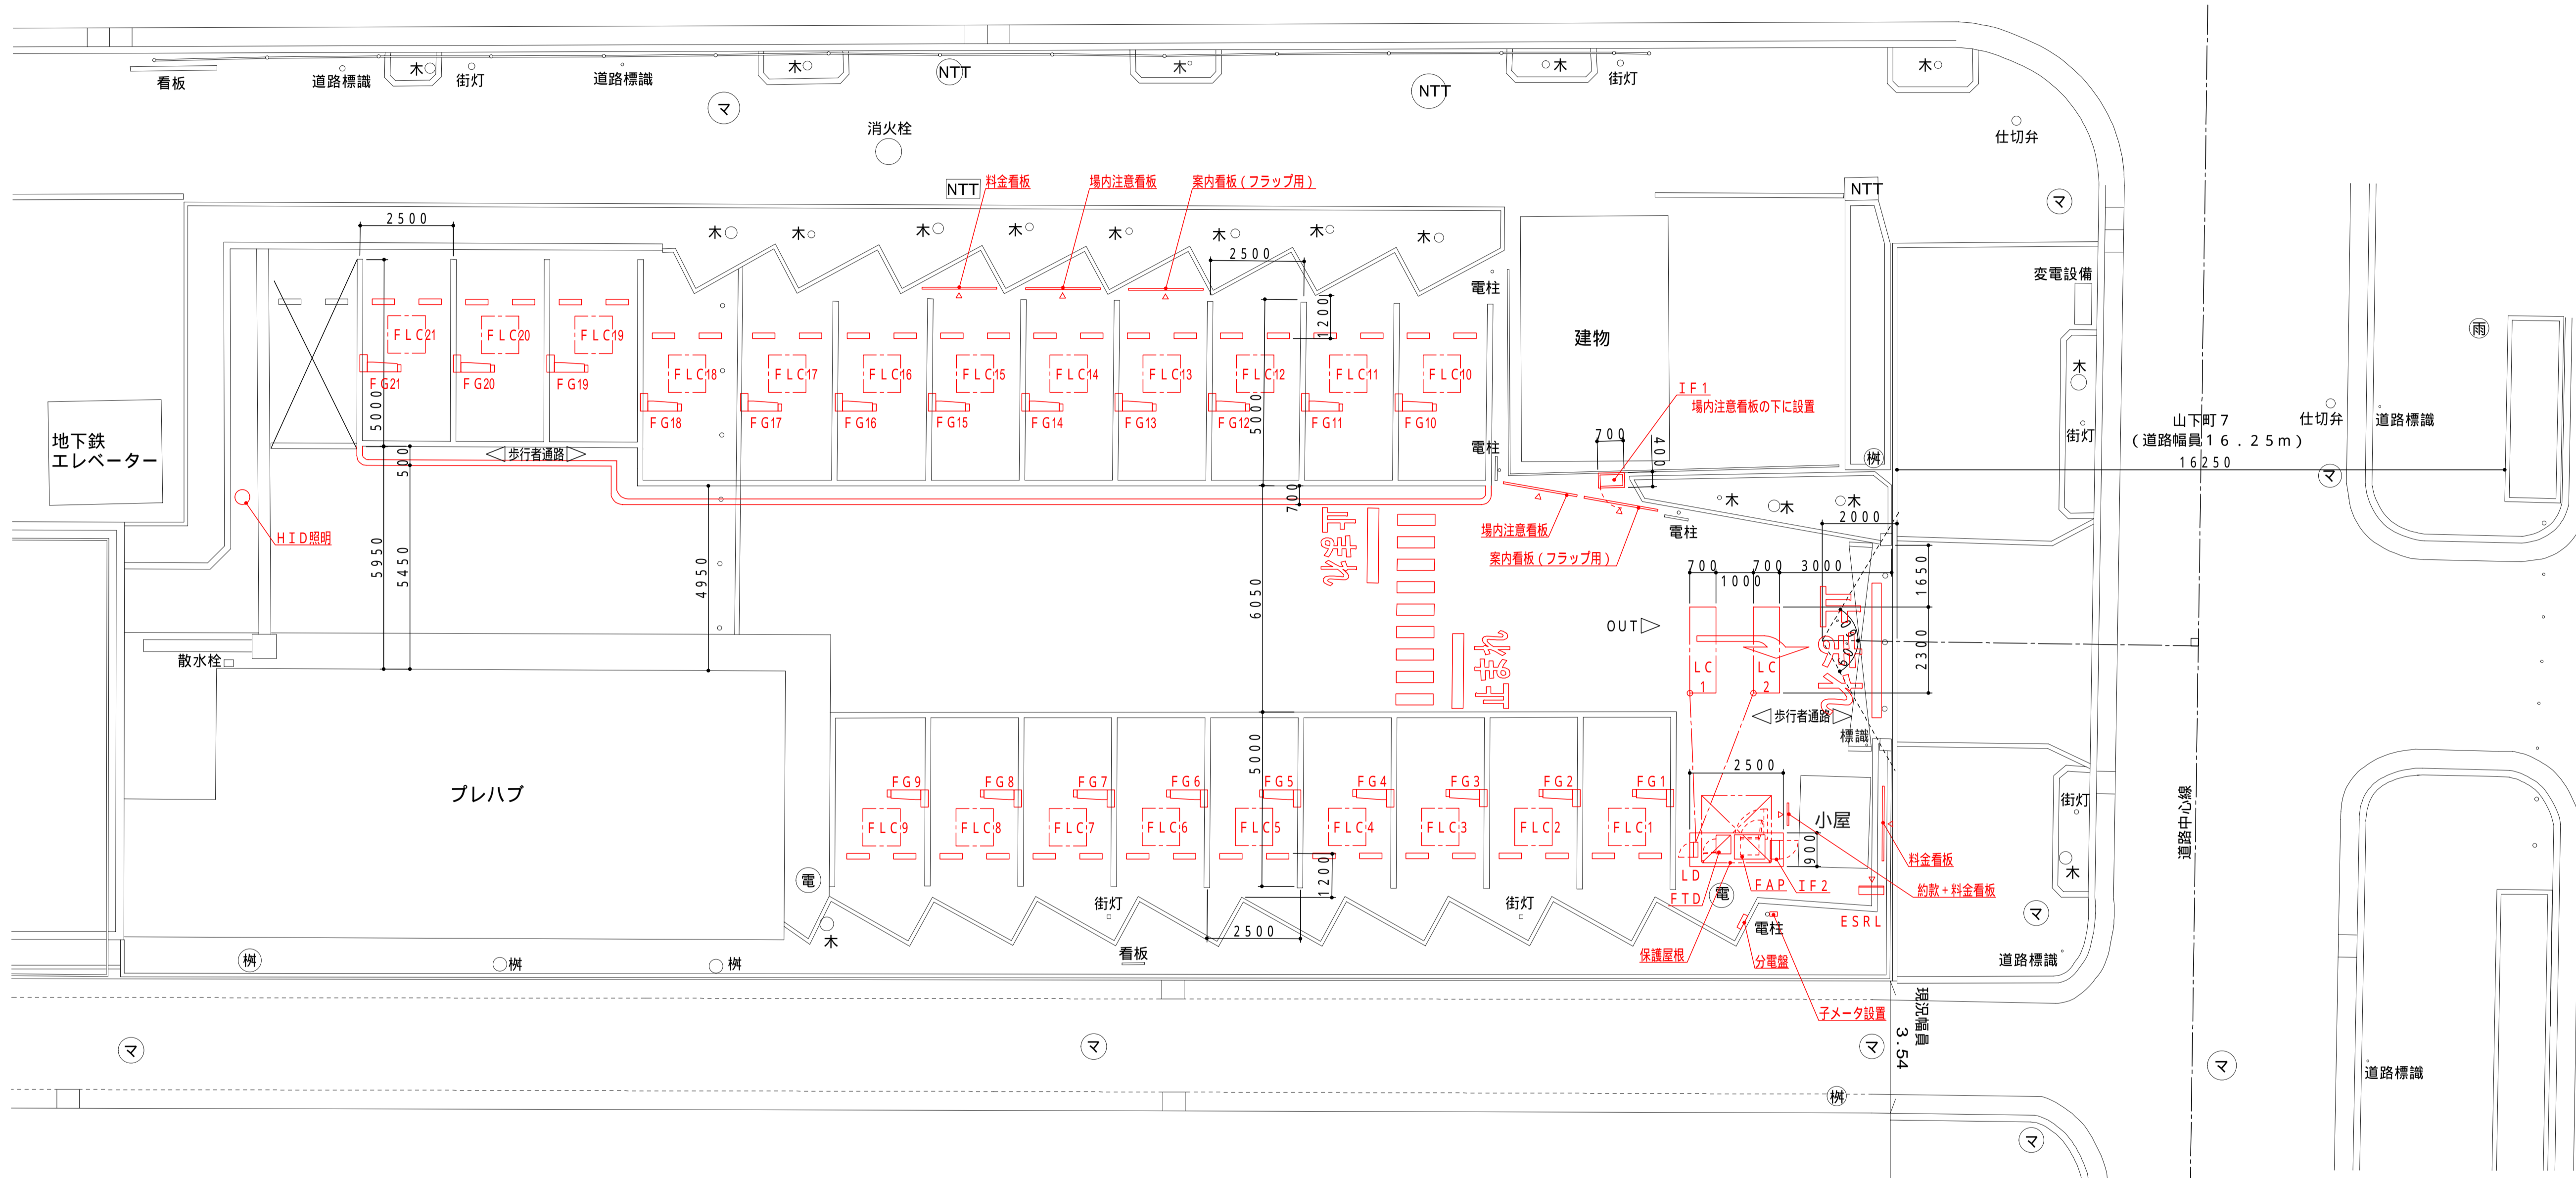 看板
道路標識
木
街灯
道路標識
木
NTT
木
NTT
木
街灯
木
マ
消火栓
仕切弁
NTT
料金看板
場内注意看板
案内看板（フラップ用）
NTT
マ
2500
木
木
木
木
木
木
木
木
2500
電柱
変電設備
1200
雨
ＦＬＣ21
ＦＬＣ20
ＦＬＣ19
建物
ＦＧ21
ＦＧ20
ＦＧ19
ＦＬＣ18
ＦＬＣ17
ＦＬＣ16
ＦＬＣ15
ＦＬＣ14
ＦＬＣ13
ＦＬＣ12
ＦＬＣ11
ＦＬＣ10
木
5000
5000
ＦＧ18
ＦＧ17
ＦＧ16
ＦＧ15
ＦＧ14
ＦＧ13
ＦＧ12
ＦＧ11
ＦＧ10
ＩＦ1
場内注意看板の下に設置
地下鉄
エレベーター
歩行者通路
電柱
700
400
桝
街灯
山下町７
（道路幅員１６．２５ｍ）
16250
仕切弁
道路標識
マ
500
700
木
木
木
2000
ＨＩＤ照明
止まれ
場内注意看板
案内看板（フラップ用）
電柱
5950
5450
4950
6050
700
1000
700
3000
1650
OUT
止まれ
止まれ
60
60
2300
ＬＣ
1
ＬＣ
2
散水栓
歩行者通路
標識
プレハブ
5000
2500
ＦＧ9
ＦＧ8
ＦＧ7
ＦＧ6
ＦＧ5
ＦＧ4
ＦＧ3
ＦＧ2
ＦＧ1
ＦＬＣ9
ＦＬＣ8
ＦＬＣ7
ＦＬＣ6
ＦＬＣ5
ＦＬＣ4
ＦＬＣ3
ＦＬＣ2
ＦＬＣ1
小屋
900
街灯
道路中心線
料金看板
木
電
1200
ＬＤ
ＦＴＤ
電
ＦＡＰ
ＩＦ2
約款＋料金看板
街灯
街灯
ＥＳＲＬ
マ
木
2500
電柱
看板
保護屋根
分電盤
桝
桝
桝
道路標識
子メータ設置
現況幅員
3.54
マ
マ
マ
マ
道路標識
桝
マ